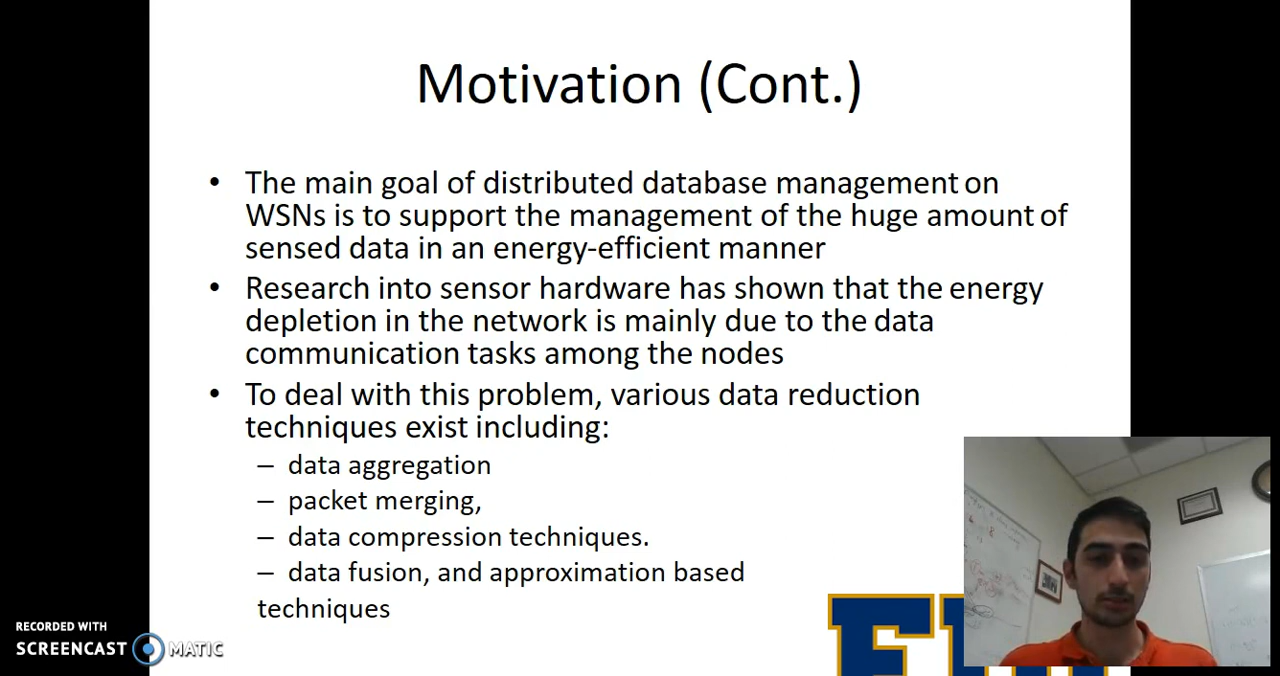 Motivation (Cont.)
• The main goal of distributed database management on
WSNs is to support the management of the huge amount of
sensed data in an energy-efficient manner
• Research into sensor hardware has shown that the energy
depletion in the network is mainly due to the data
communication tasks among the nodes
• To deal with this problem, various data reduction
techniques exist including:
– data aggregation
– packet merging,
– data compression techniques.
– data fusion, and approximation based
techniques
RECORDED WITH
SCREENCAST MATIC